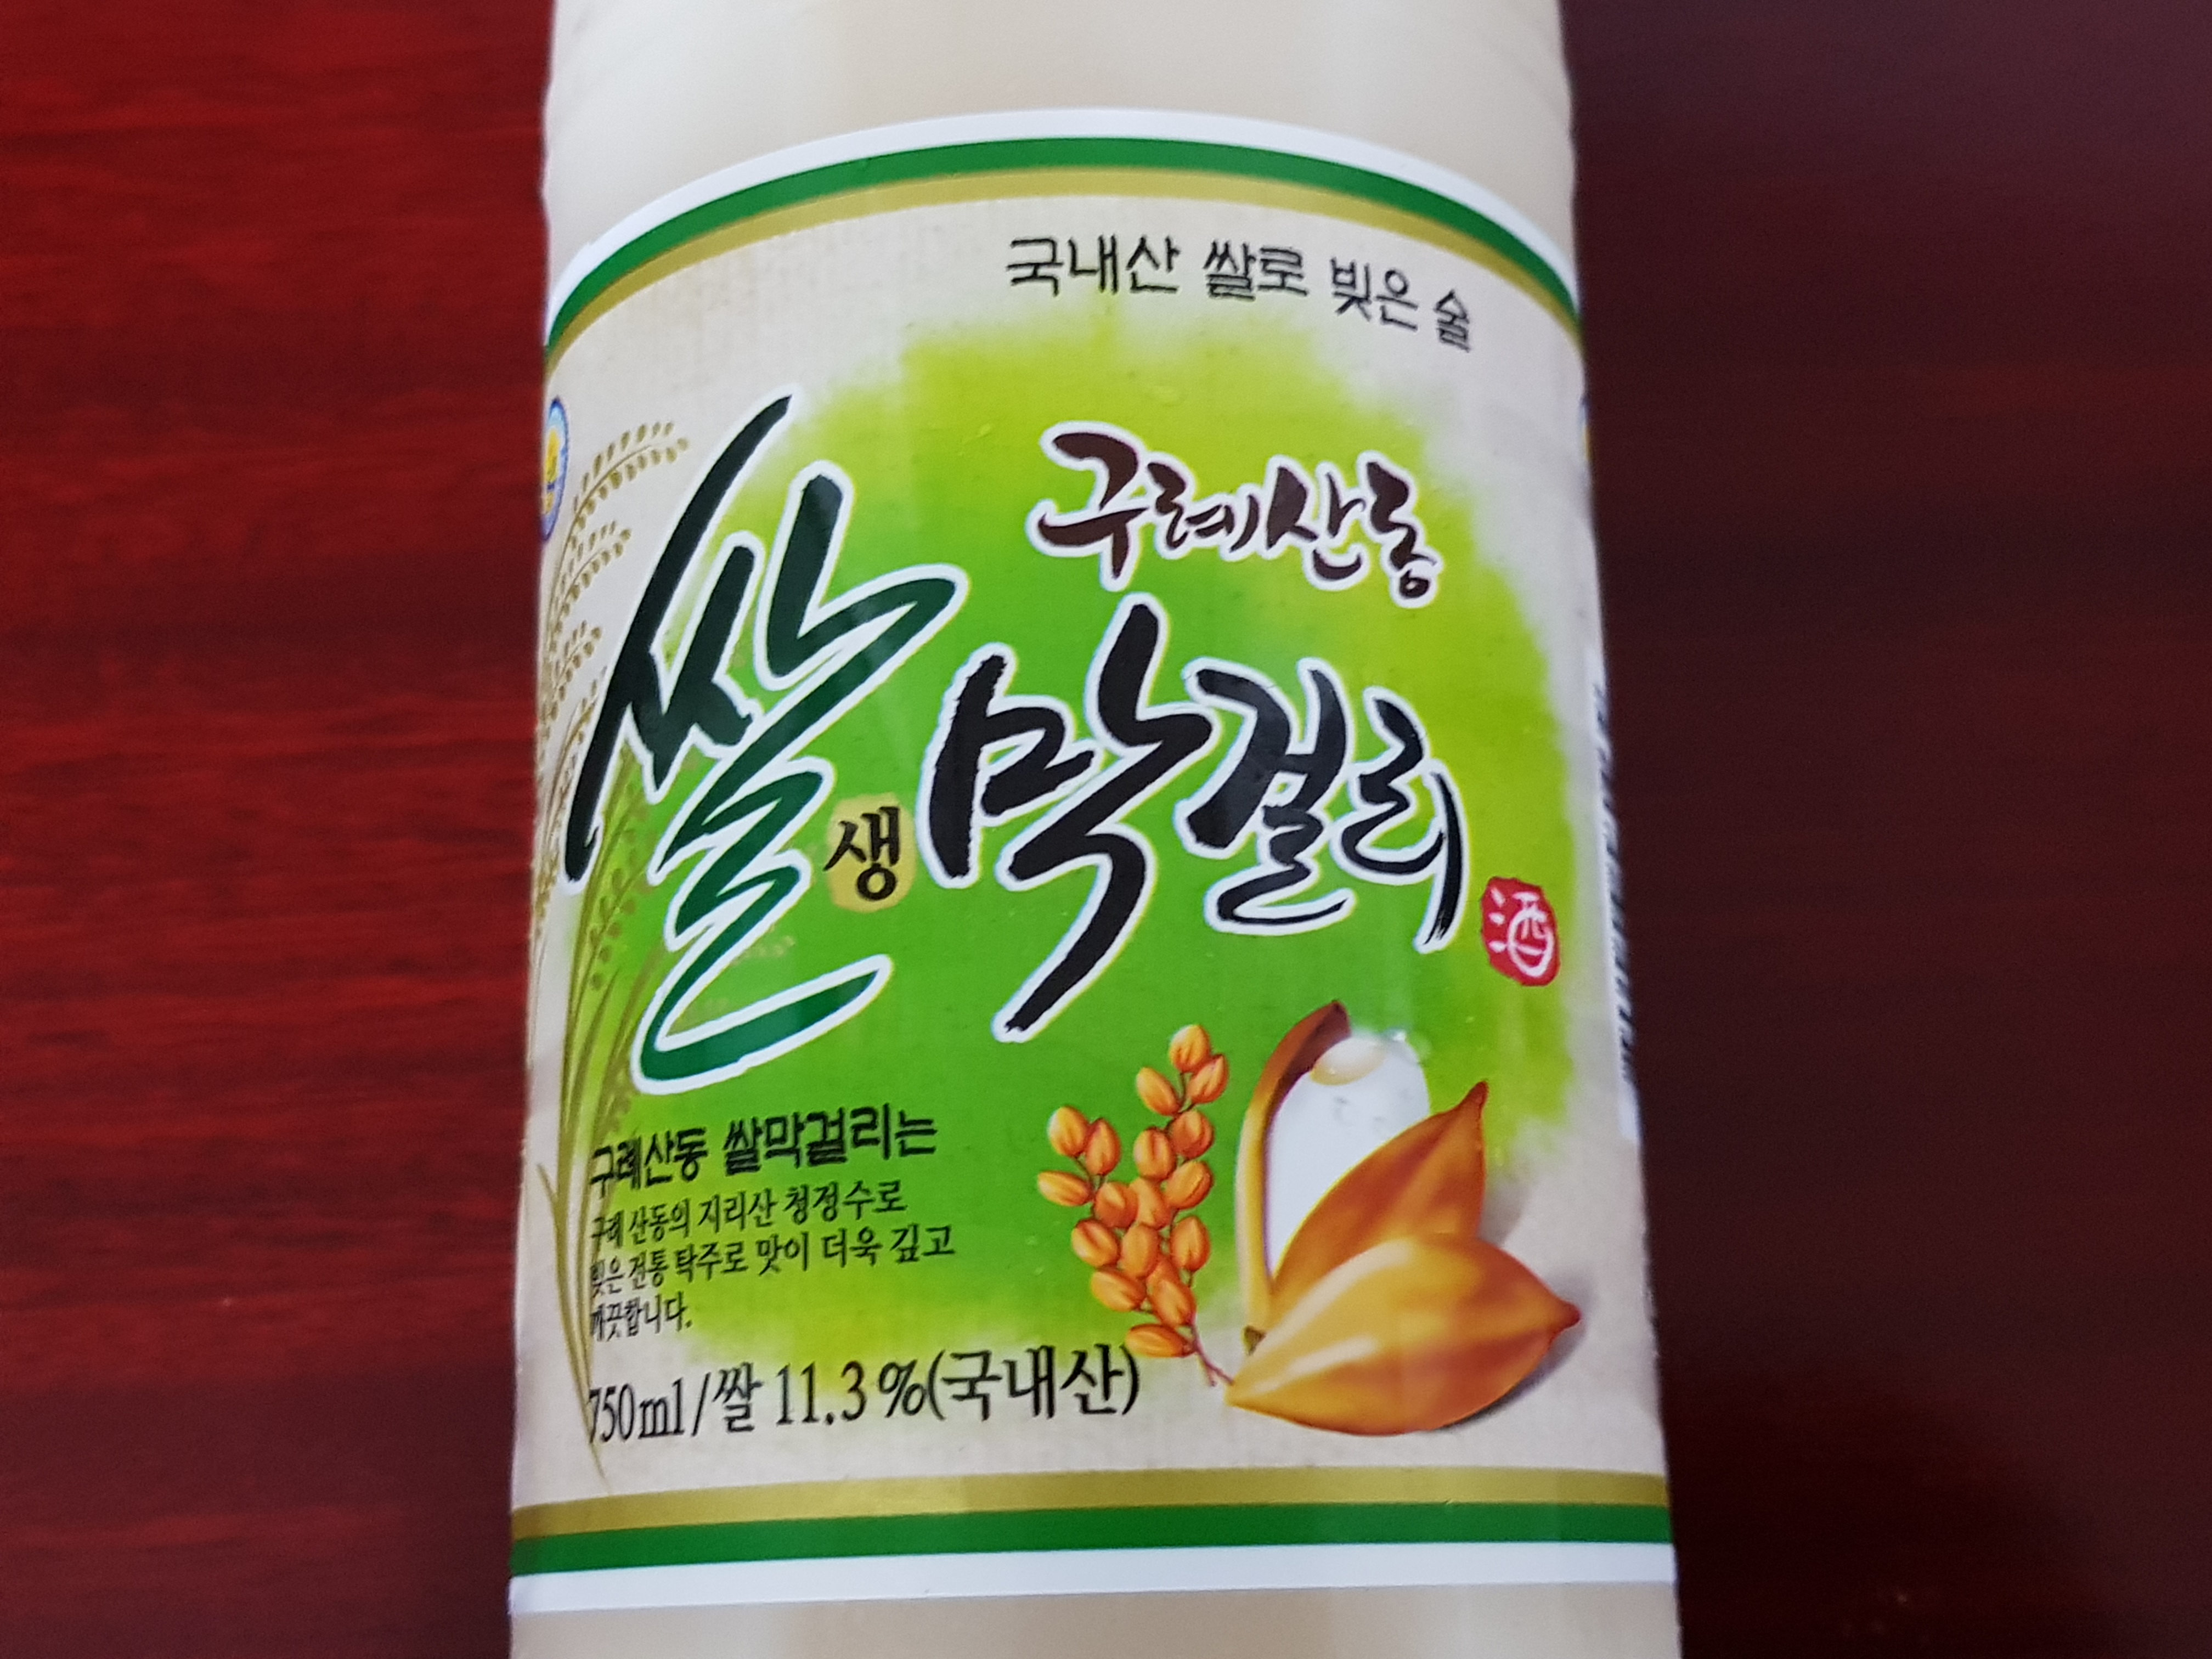 국내산 쌀로 빚은 술
구례산동
쌀 생 막걸리
酒
구례산동 쌀막걸리는
구례 산동의 지리산 청정수로
빚은 전통 탁주로 맛이 더욱 깊고
깨끗합니다.
750ml/쌀 11.3%(국내산)